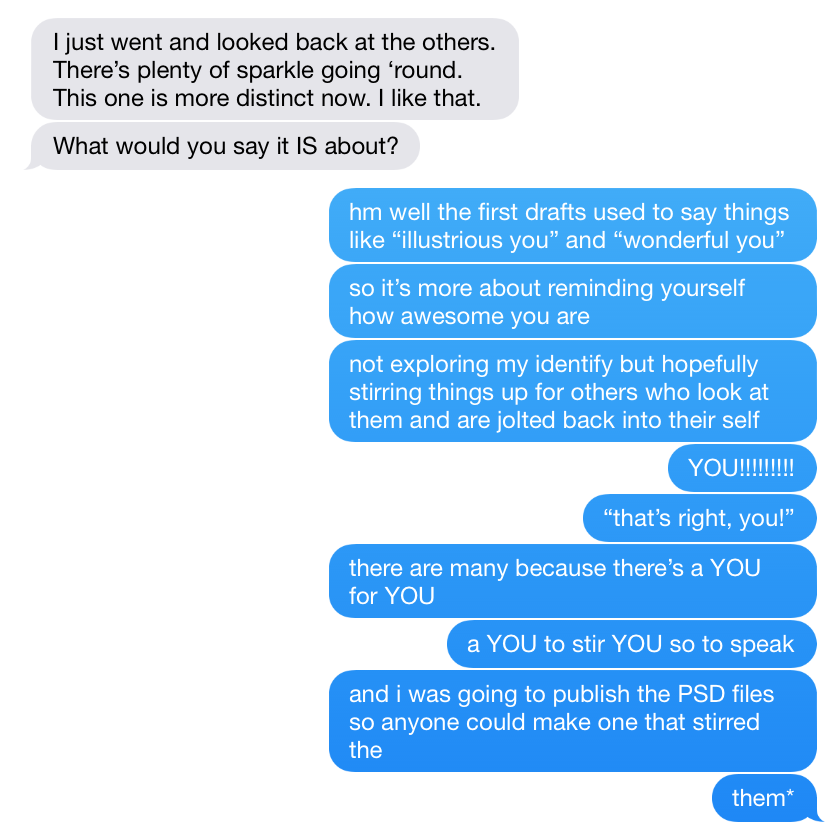 I just went and looked back at the others.
There’s plenty of sparkle going ‘round.
This one is more distinct now. I like that.
What would you say it IS about?
hm well the first drafts used to say things
like “illustrious you” and “wonderful you”
so it’s more about reminding yourself
how awesome you are
not exploring my identify but hopefully
stirring things up for others who look at
them and are jolted back into their self
YOU!!!!!!!!!
“that’s right, you!”
there are many because there’s a YOU
for YOU
a YOU to stir YOU so to speak
and i was going to publish the PSD files
so anyone could make one that stirred
the
them*